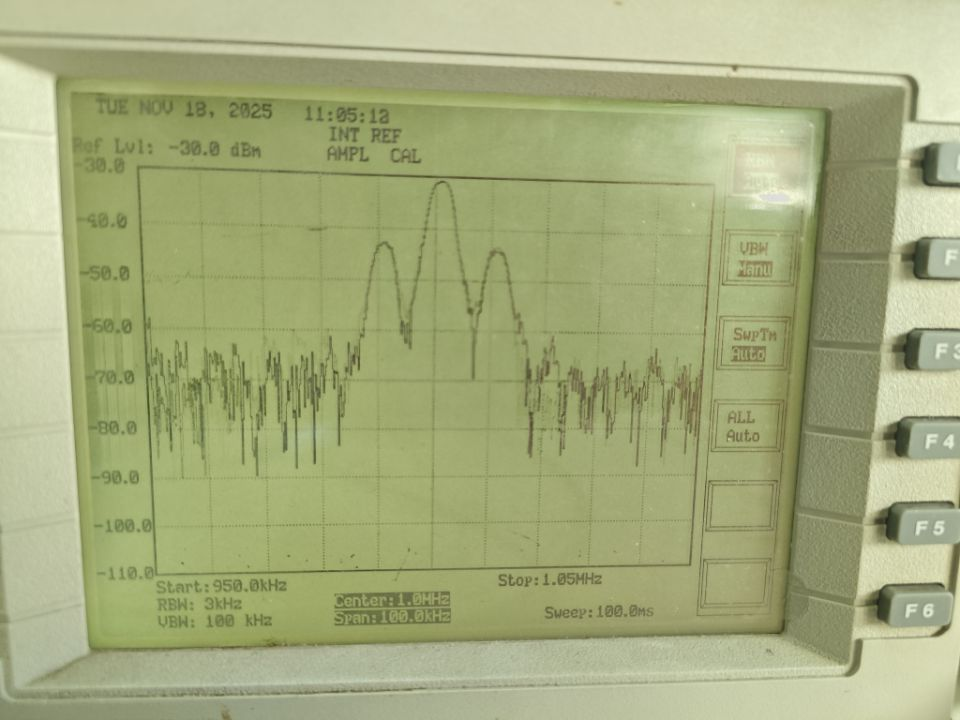 TUE NOV 18, 2025 11:05:12
INT REF
Ref Lvl: -30.0 dBm AMPL CAL
-30.0
-40.0
-50.0
-60.0
-70.0
-80.0
-90.0
-100.0
-110.0
Start:950.0kHz Stop:1.05MHz
RBW: 3kHz Center:1.0MHz
VBW: 100 kHz Span:100.0kHz Sweep:100.0ms
RBW
Auto
VBW
Manu
SwpTm
Auto
ALL
Auto
F
F3
F4
F5
F6